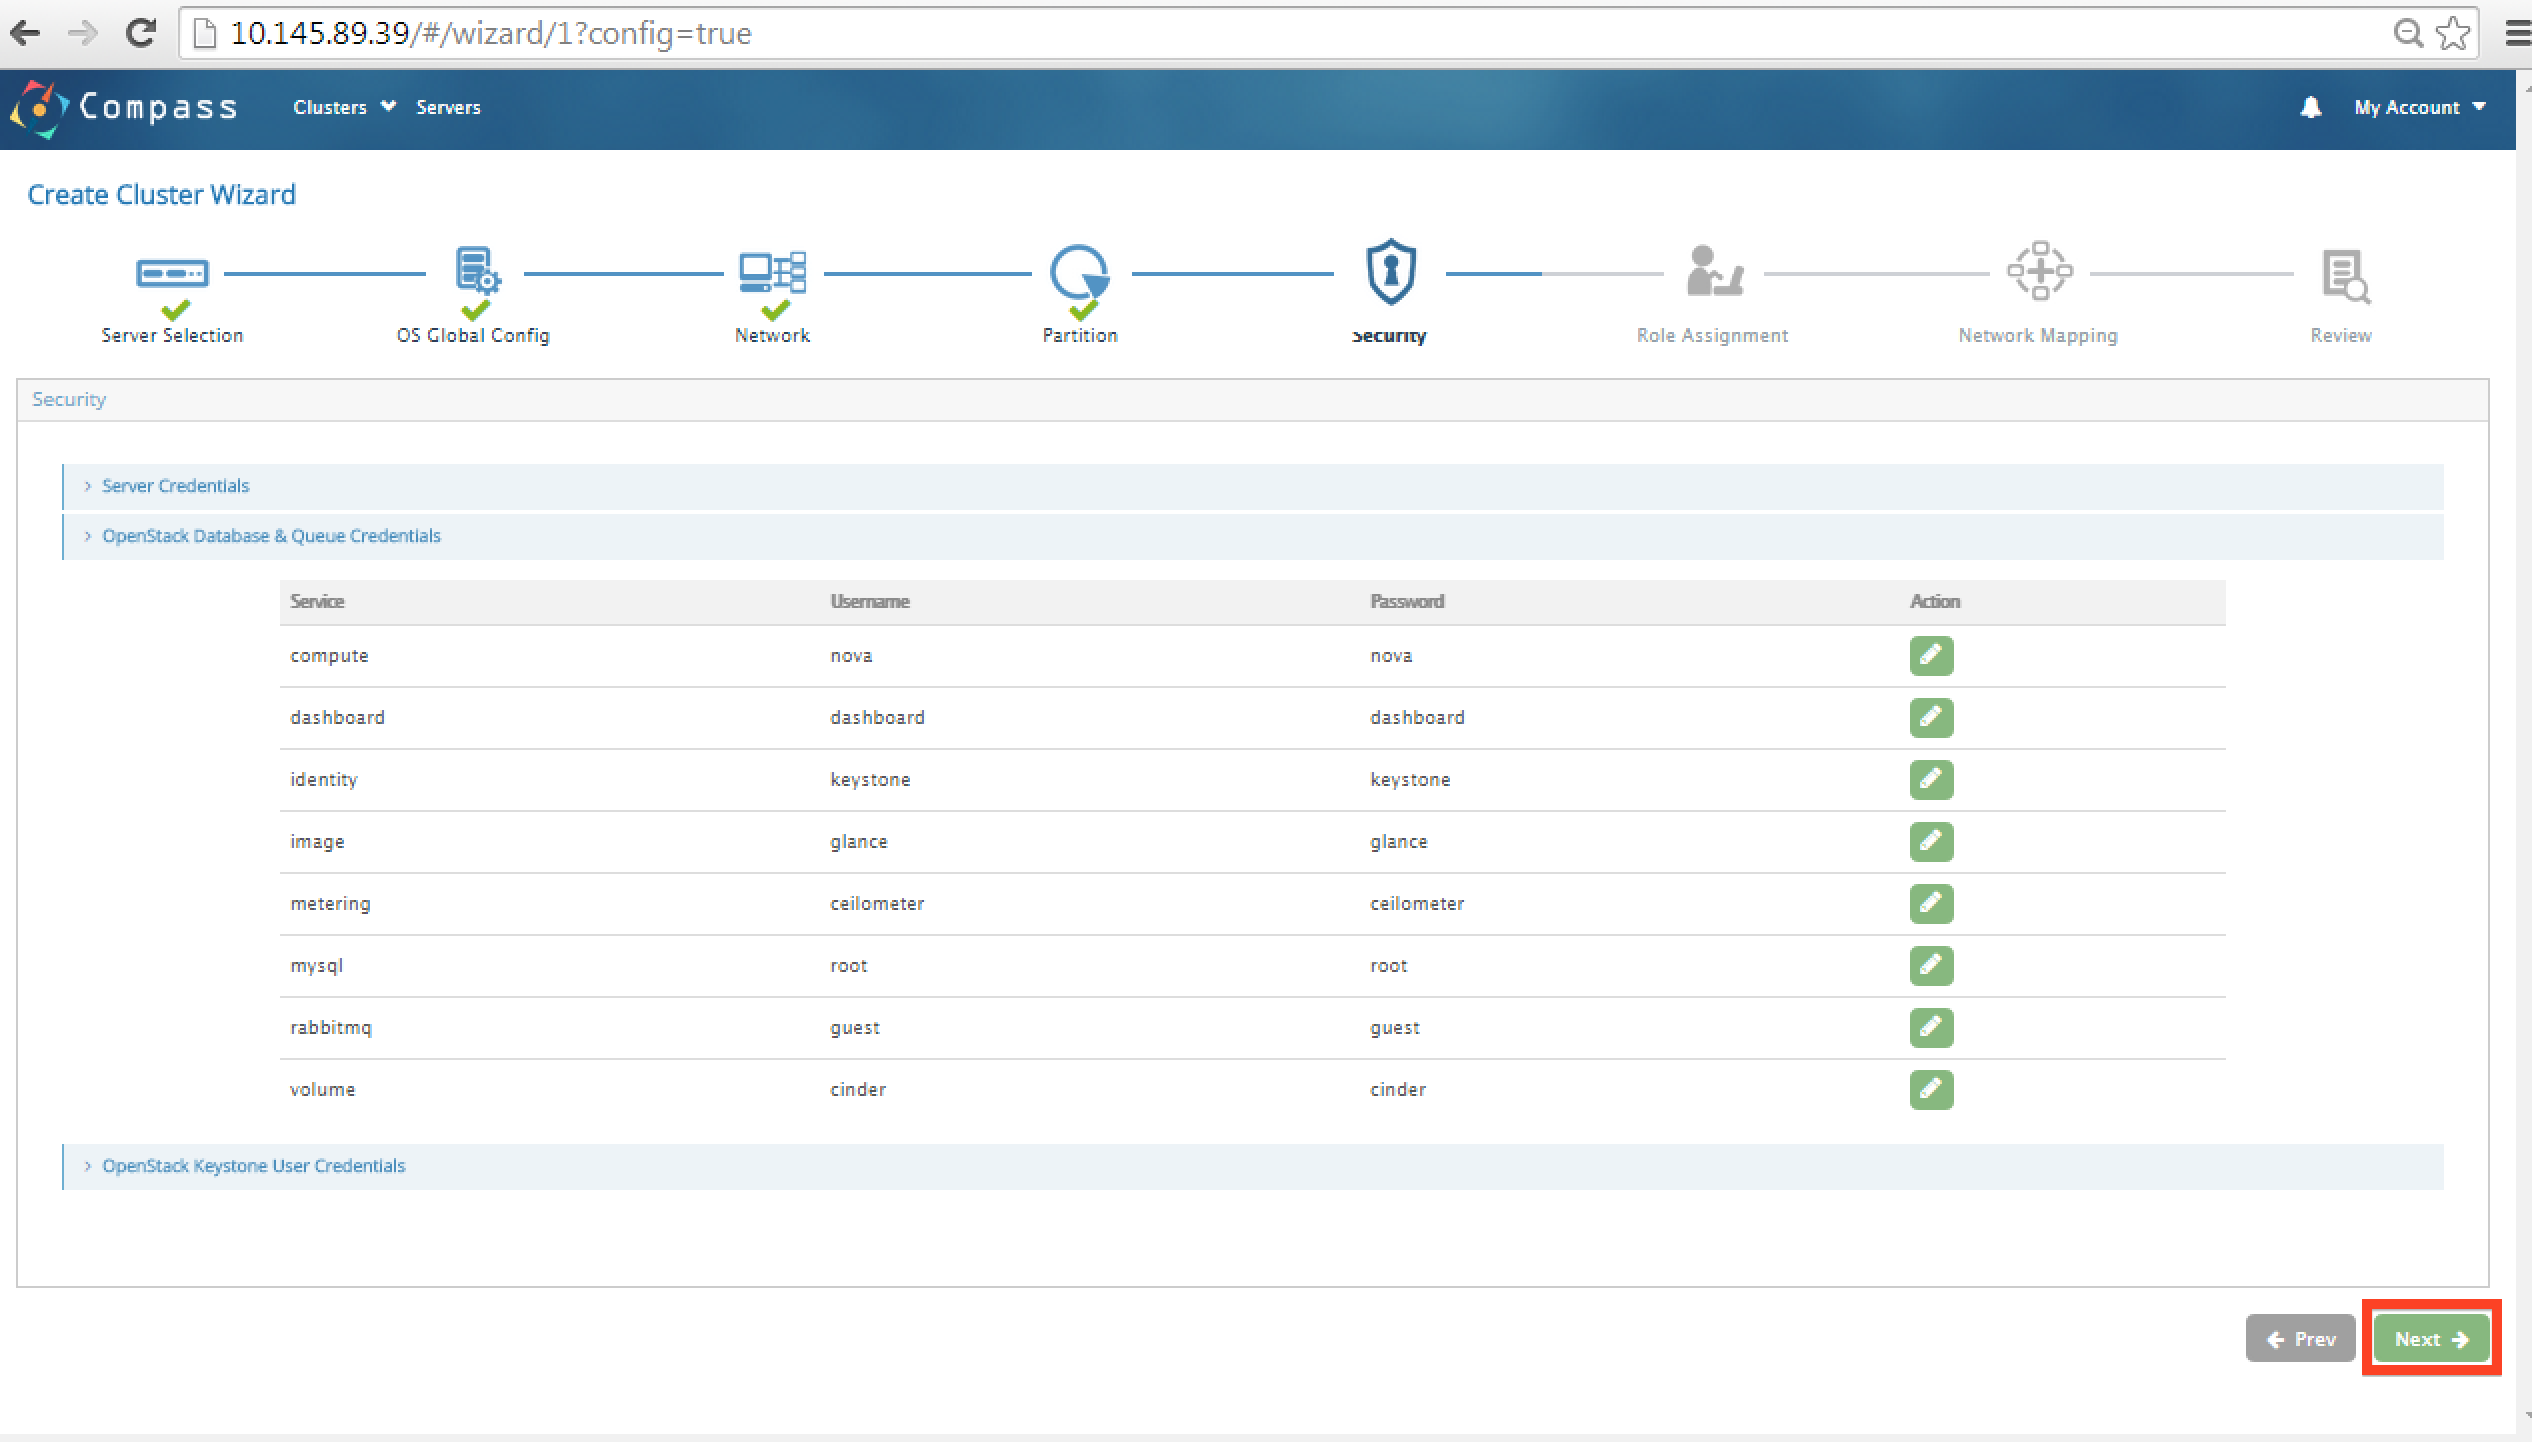 10.145.89.39/#/wizard/1?config=true
Compass Clusters Servers My Account
Create Cluster Wizard
Server Selection OS Global Config Network Partition Security Role Assignment Network Mapping Review
Security
Server Credentials
OpenStack Database & Queue Credentials
Service Username Password Action
compute nova nova
dashboard dashboard dashboard
identity keystone keystone
image glance glance
metering ceilometer ceilometer
mysql root root
rabbitmq guest guest
volume cinder cinder
OpenStack Keystone User Credentials
Prev Next